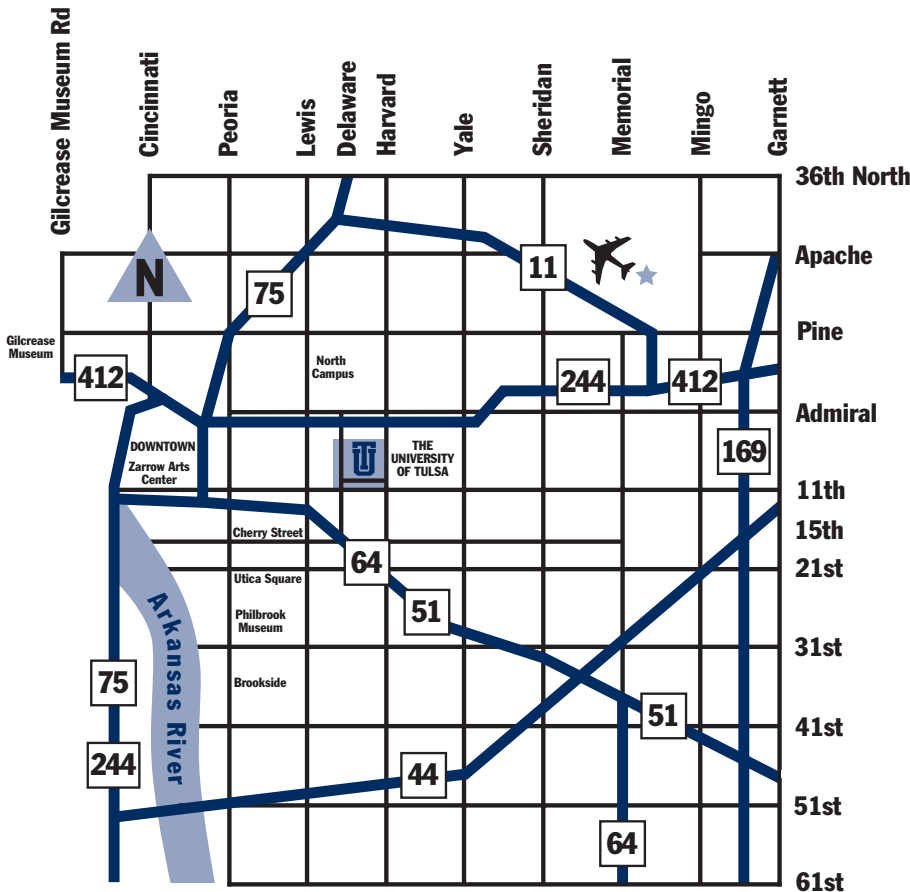 Gilcrease Museum Rd
Cincinnati
Peoria
Lewis
Delaware
Harvard
Yale
Sheridan
Memorial
Mingo
Garnett
36th North
Apache
N
11
75
Pine
Gilcrease
Museum
North
Campus
412
244
412
Admiral
DOWNTOWN
Zarrow Arts
Center
TU
THE
UNIVERSITY
OF TULSA
169
11th
Cherry Street
15th
64
21st
Utica Square
51
Philbrook
Museum
Arkansas River
31st
Brookside
75
51
41st
244
44
51st
64
61st